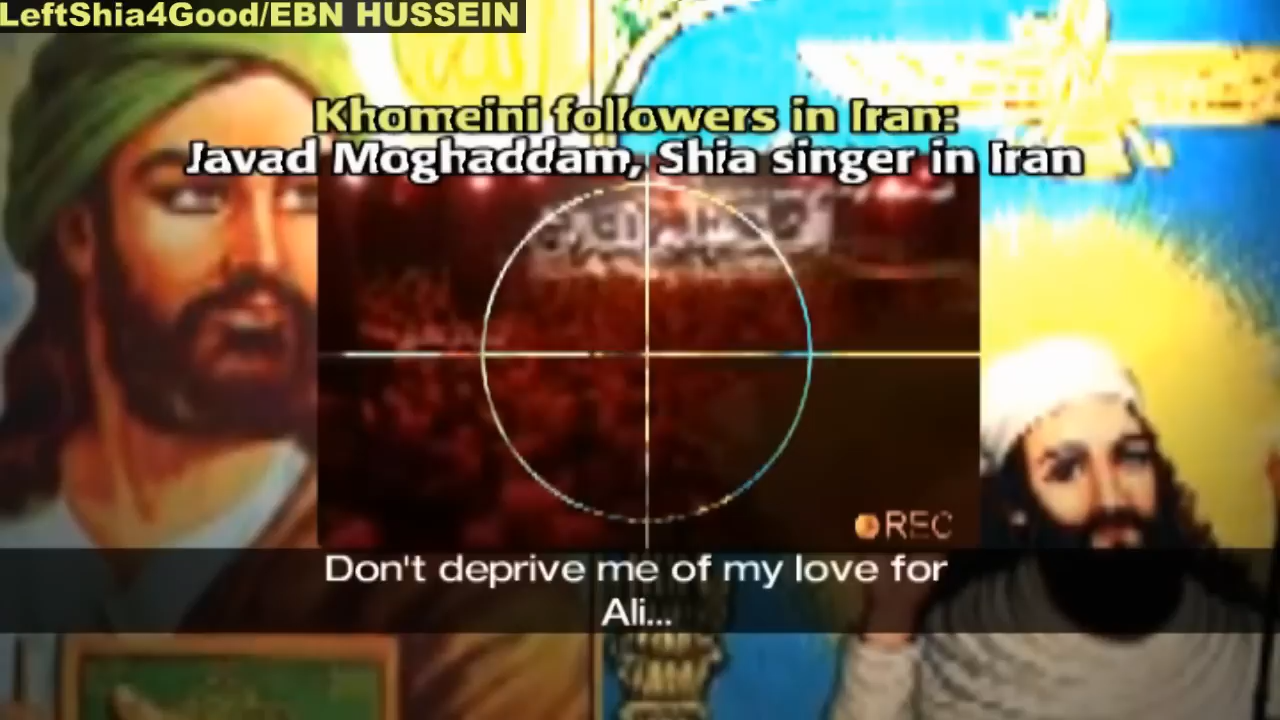 LeftShia4Good/EBN HUSSEIN
Khomeini followers in Iran:
Javad Moghaddam, Shia singer in Iran
REC
Don't deprive me of my love for
Ali...